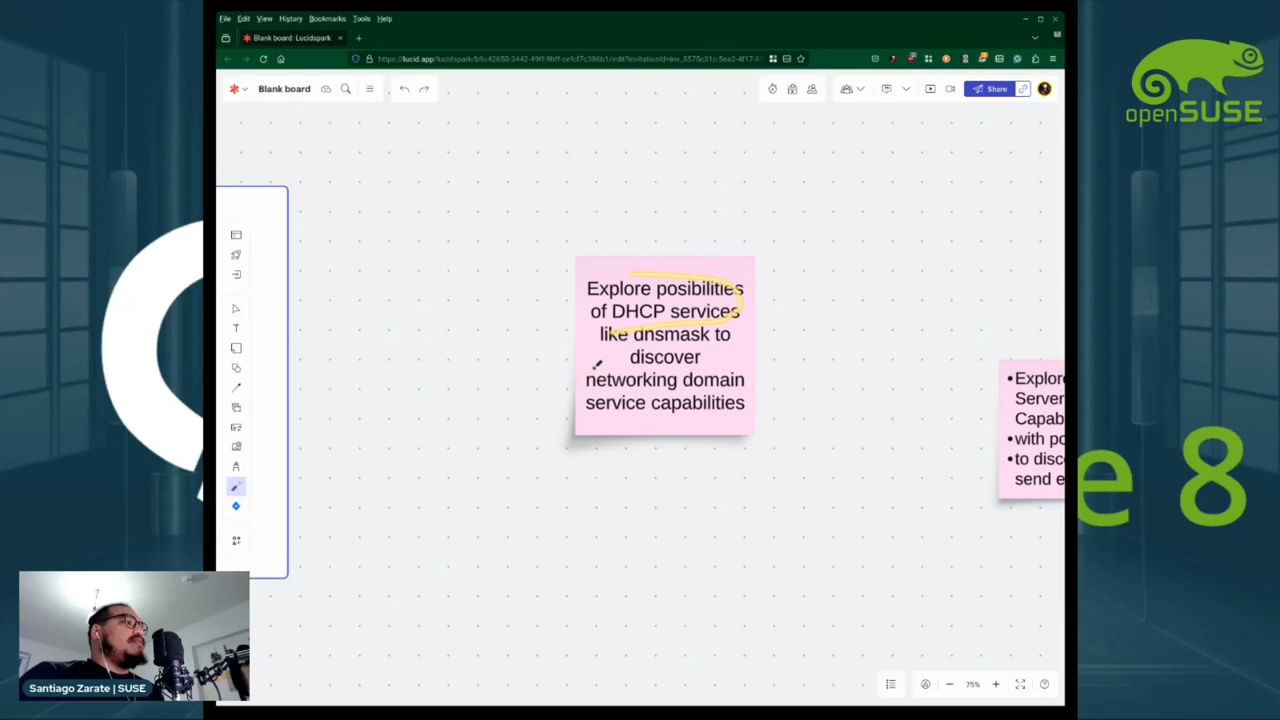 File Edit View History Bookmarks Tools Help
Blank board: Lucidspark
Blank board
Share
openSUSE
Explore posibilities
of DHCP services
like dnsmask to
discover
networking domain
service capabilities
•Explore
Server
Capab
•with po
•to disc
send e
e 8
75%
Santiago Zarate | SUSE